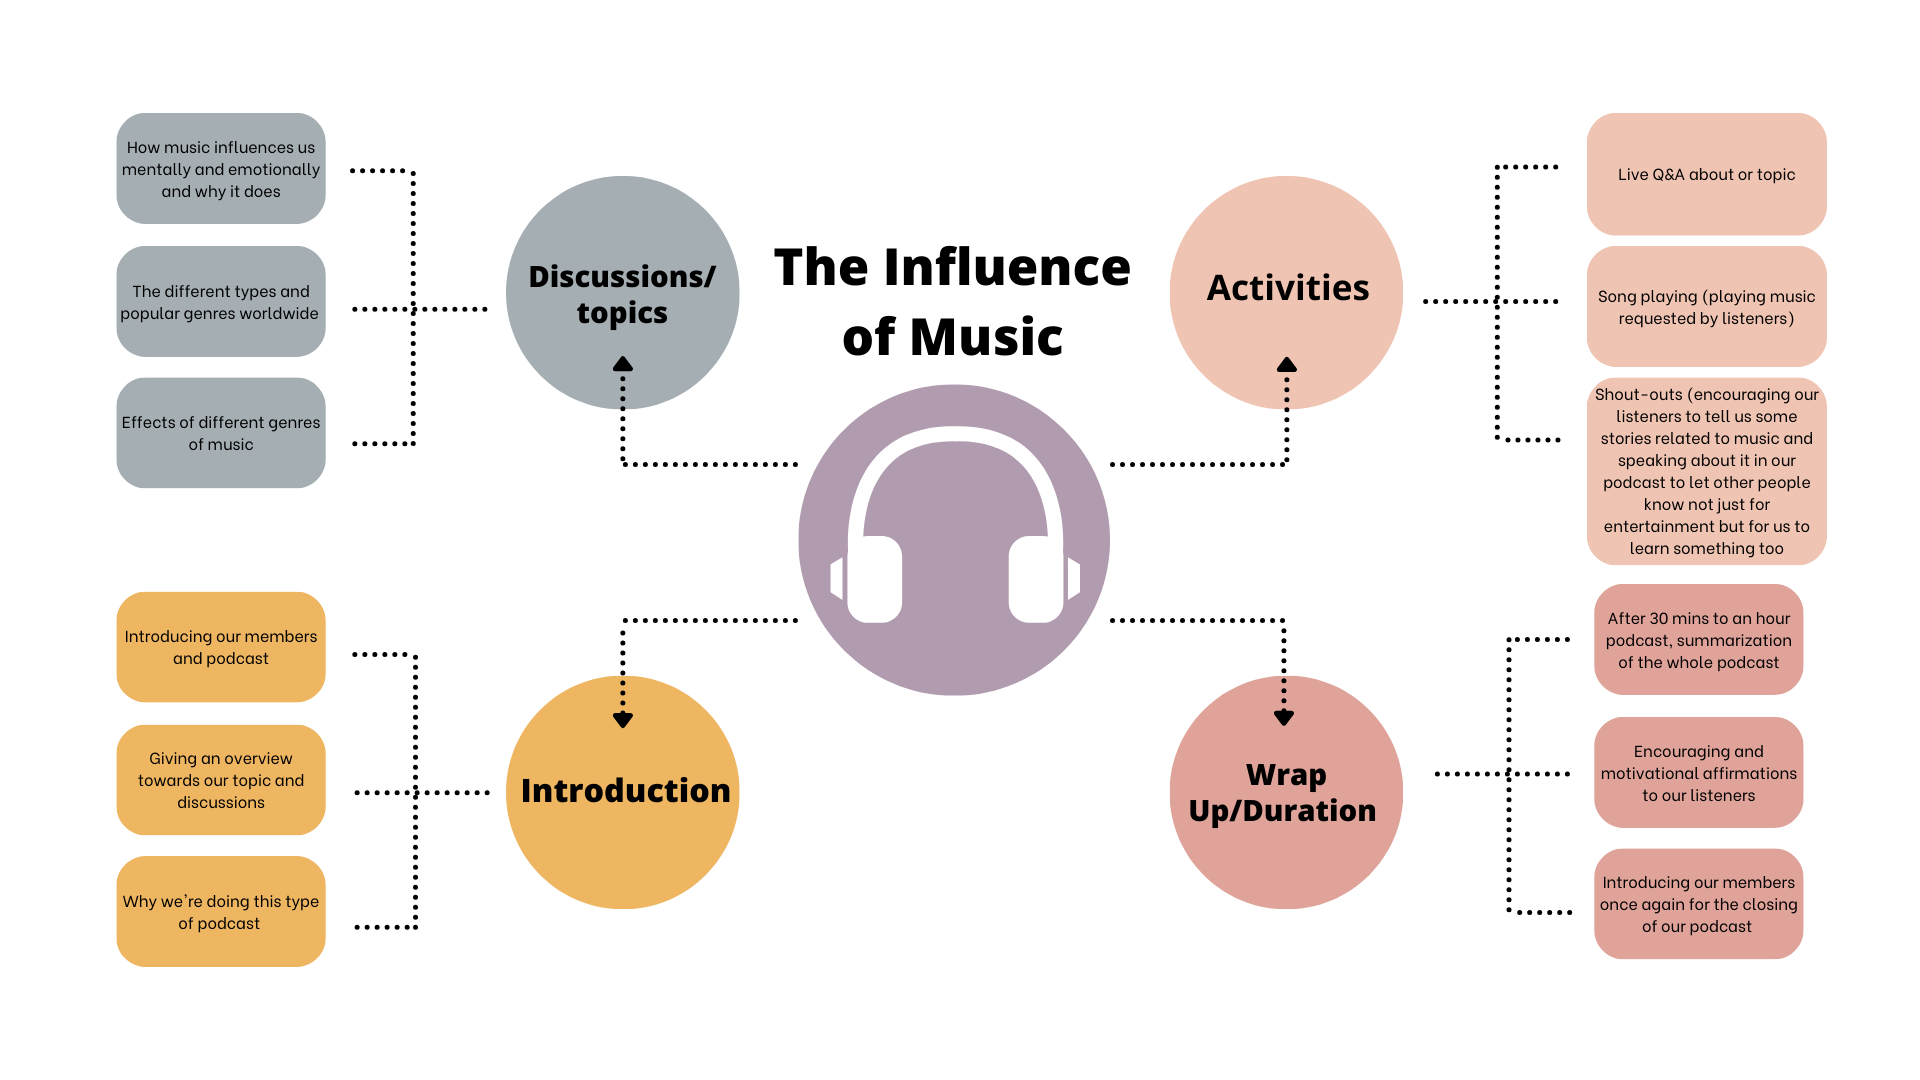 The Influence
of Music
Discussions/
topics
How music influences us
mentally and emotionally
and why it does
The different types and
popular genres worldwide
Effects of different genres
of music
Activities
Live Q&A about or topic
Song playing (playing music
requested by listeners)
Shout-outs (encouraging our
listeners to tell us some
stories related to music and
speaking about it in our
podcast to let other people
know not just for
entertainment but for us to
learn something too
Introduction
Introducing our members
and podcast
Giving an overview
towards our topic and
discussions
Why we're doing this type
of podcast
Wrap
Up/Duration
After 30 mins to an hour
podcast, summarization
of the whole podcast
Encouraging and
motivational affirmations
to our listeners
Introducing our members
once again for the closing
of our podcast